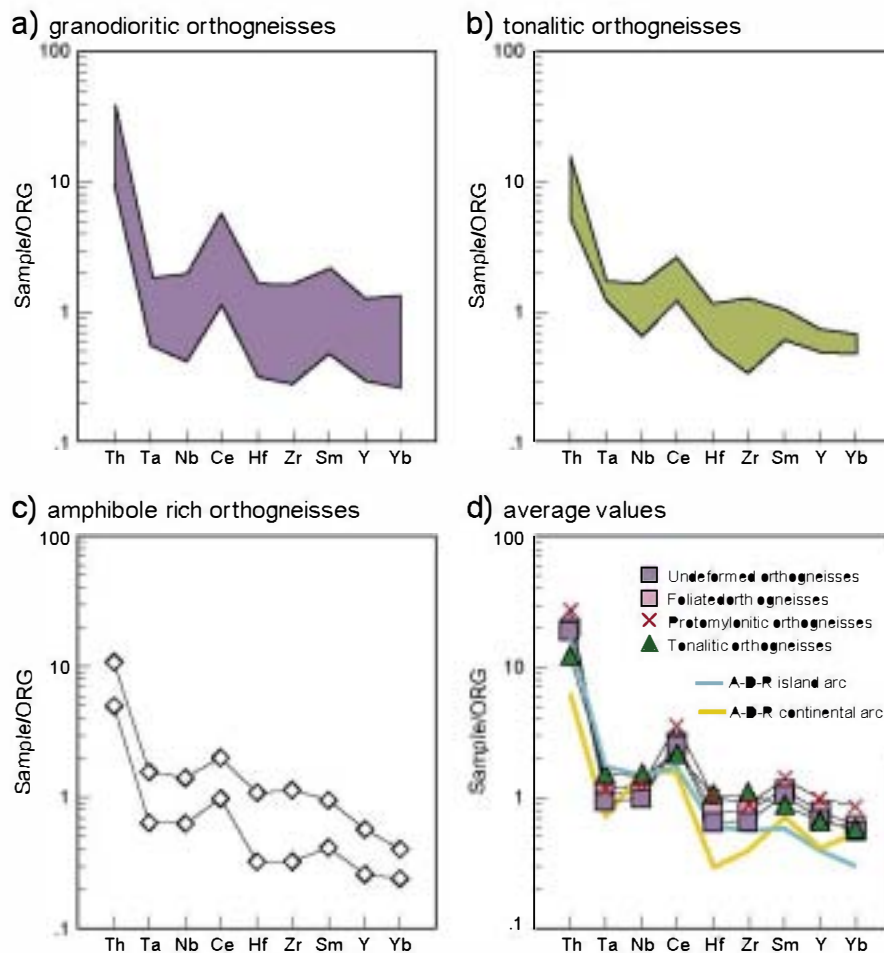 a) granodioritic orthogneisses
100
10
1
.1
Sample/ORG
Th Ta Nb Ce Hf Zr Sm Y Yb
b) tonalitic orthogneisses
100
10
1
.1
Sample/ORG
Th Ta Nb Ce Hf Zr Sm Y Yb
c) amphibole rich orthogneisses
100
10
1
.1
Sample/ORG
Th Ta Nb Ce Hf Zr Sm Y Yb
d) average values
100
10
1
.1
Sample/ORG
Undeformed orthogneisses
Foliatedorthogneisses
Protomylonitic orthogneisses
Tonalitic orthogneisses
A-D-R island arc
A-D-R continental arc
Th Ta Nb Ce Hf Zr Sm Y Yb